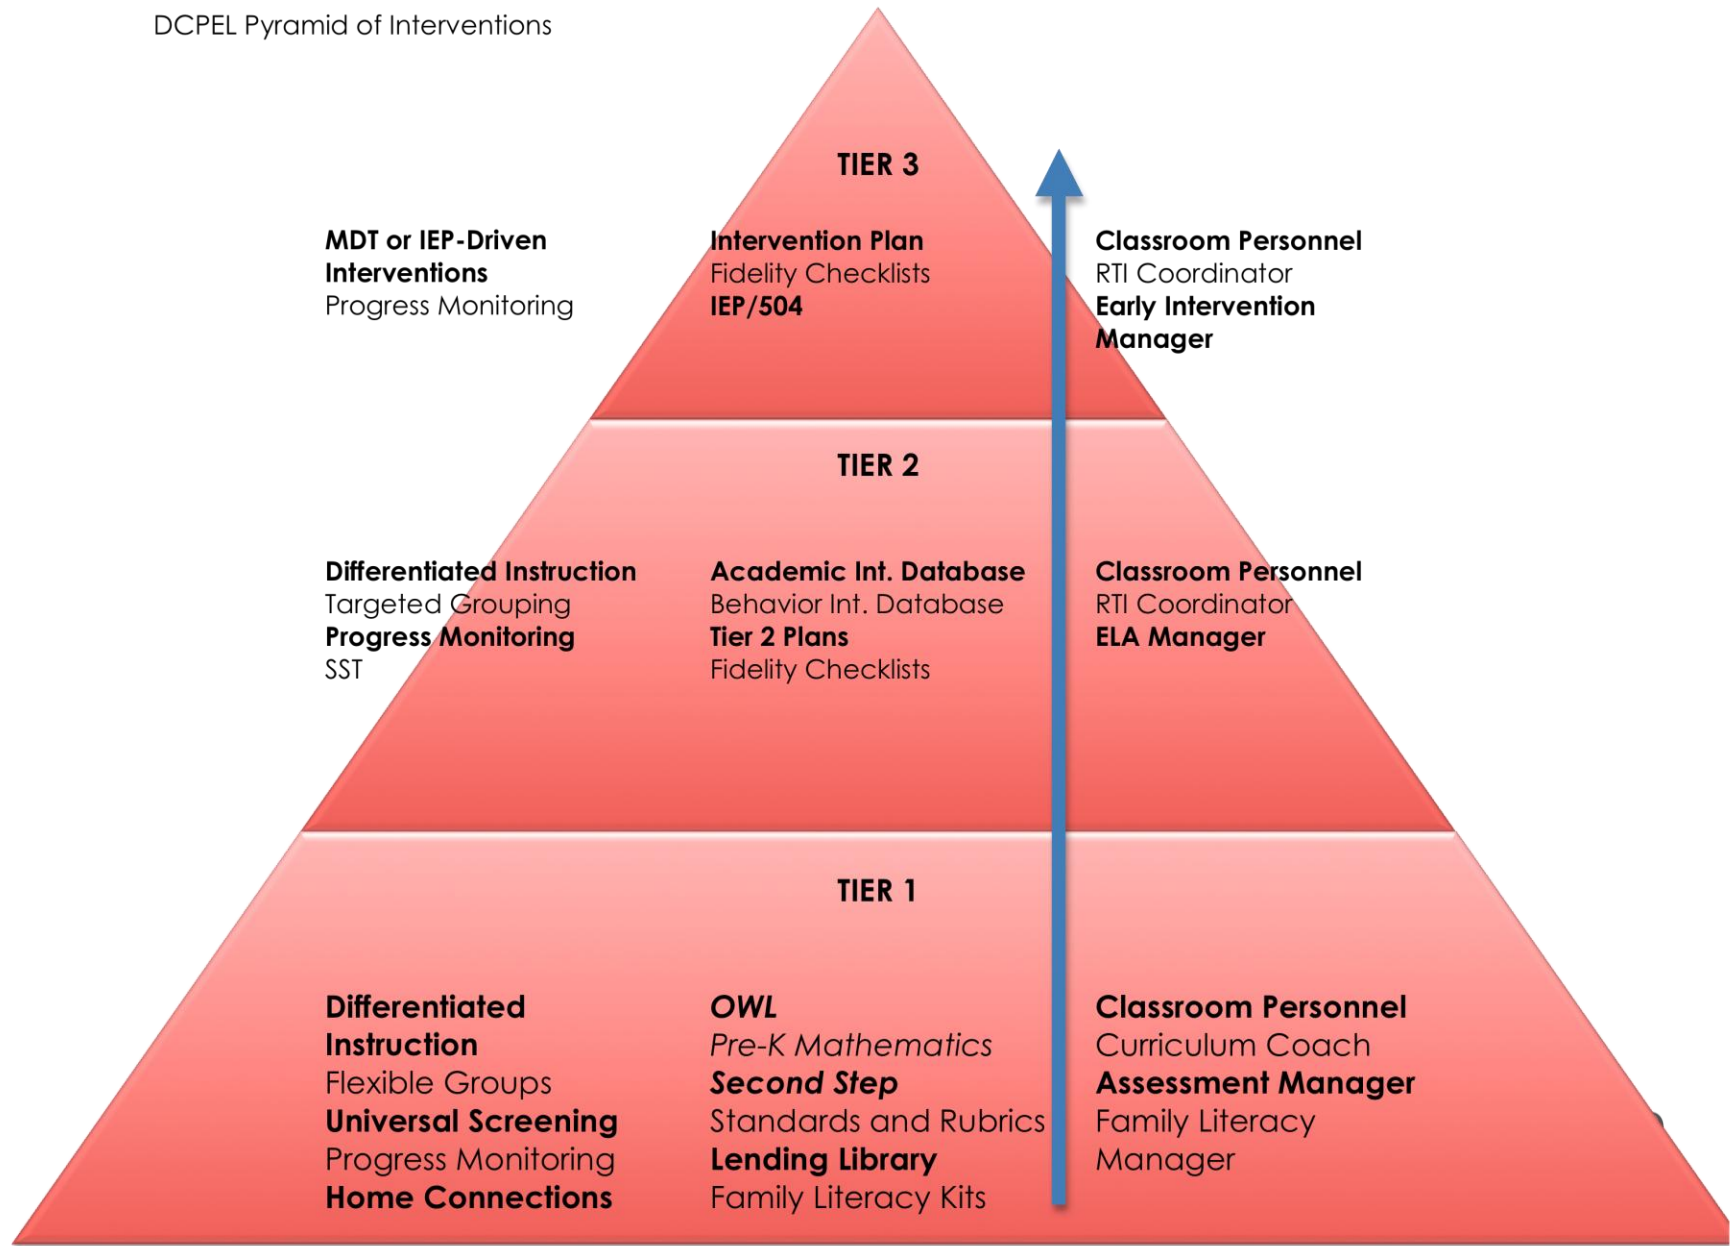 DCPEL Pyramid of Interventions
TIER 3
MDT or IEP-Driven
Interventions
Progress Monitoring
Intervention Plan
Fidelity Checklists
IEP/504
Classroom Personnel
RTI Coordinator
Early Intervention
Manager
TIER 2
Differentiated Instruction
Targeted Grouping
Progress Monitoring
SST
Academic Int. Database
Behavior Int. Database
Tier 2 Plans
Fidelity Checklists
Classroom Personnel
RTI Coordinator
ELA Manager
TIER 1
Differentiated
Instruction
Flexible Groups
Universal Screening
Progress Monitoring
Home Connections
OWL
Pre-K Mathematics
Second Step
Standards and Rubrics
Lending Library
Family Literacy Kits
Classroom Personnel
Curriculum Coach
Assessment Manager
Family Literacy
Manager